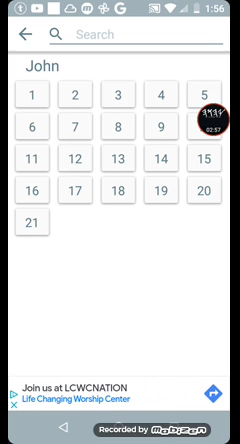 1:56
Search
John
1 2 3 4 5
6 7 8 9
02:57
11 12 13 14 15
16 17 18 19 20
21
Join us at LCWCNATION
Life Changing Worship Center
Recorded by Mobizen